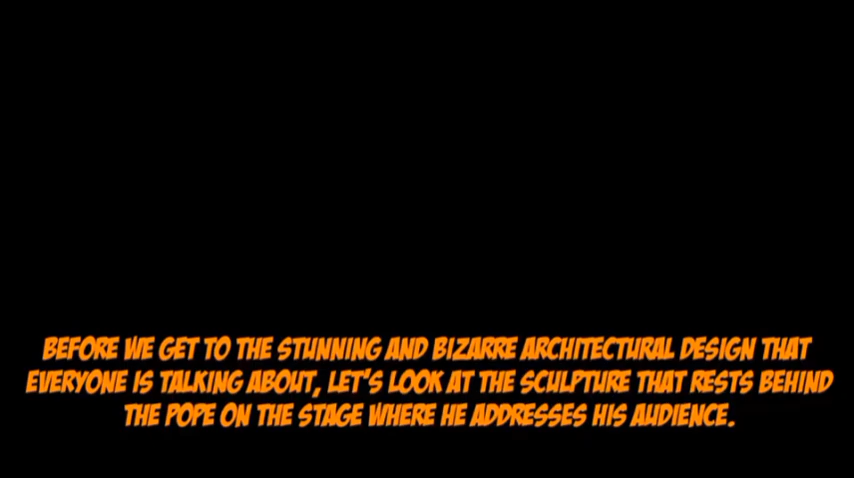 BEFORE WE GET TO THE STUNNING AND BIZARRE ARCHITECTURAL DESIGN THAT
EVERYONE IS TALKING ABOUT, LET'S LOOK AT THE SCULPTURE THAT RESTS BEHIND
THE POPE ON THE STAGE WHERE HE ADDRESSES HIS AUDIENCE.